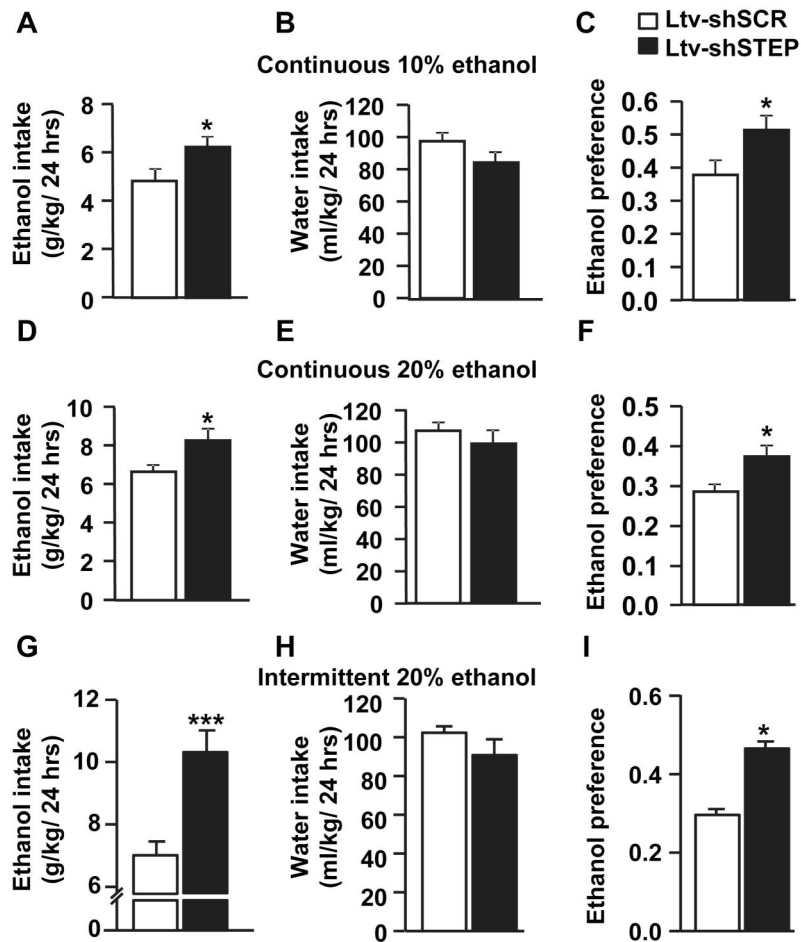 A
B
C
Ltv-shSCR
Ltv-shSTEP
Continuous 10% ethanol
Ethanol intake
(g/kg/ 24 hrs)
8
6
4
2
0
*
Water intake
(ml/kg/ 24 hrs)
120
100
80
60
40
20
0
Ethanol preference
0.6
0.5
0.4
0.3
0.2
0.1
0.0
*
D
E
F
Continuous 20% ethanol
Ethanol intake
(g/kg/ 24 hrs)
10
8
6
4
2
0
*
Water intake
(ml/kg/ 24 hrs)
120
100
80
60
40
20
0
Ethanol preference
0.5
0.4
0.3
0.2
0.1
0.0
*
G
H
I
Intermittent 20% ethanol
Ethanol intake
(g/kg/ 24 hrs)
12
10
8
6
0
***
Water intake
(ml/kg/ 24 hrs)
120
100
80
60
40
20
0
Ethanol preference
0.6
0.4
0.2
0.0
*